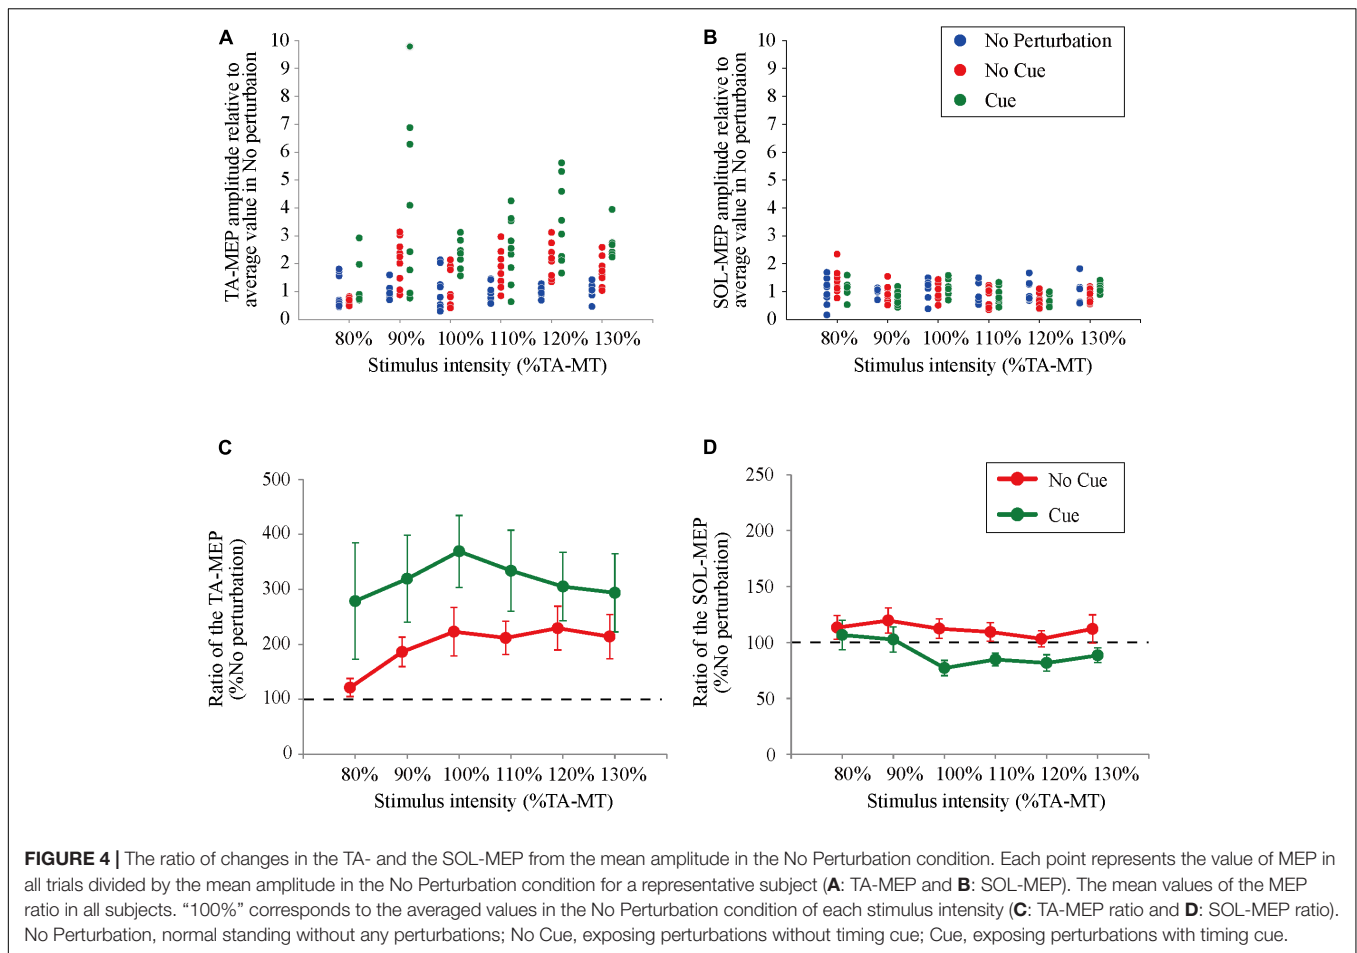 A
TA-MEP amplitude relative to
average value in No perturbaion
10
9
8
7
6
5
4
3
2
1
0
80% 90% 100% 110% 120% 130%
Stimulus intensity (%TA-MT)
B
SOL-MEP amplitude relative to
average value in No perturbaion
10
9
8
7
6
5
4
3
2
1
0
80% 90% 100% 110% 120% 130%
Stimulus intensity (%TA-MT)
No Perturbation
No Cue
Cue
C
Ratio of the TA-MEP
(%No perturbation)
500
400
300
200
100
0
80% 90% 100% 110% 120% 130%
Stimulus intensity (%TA-MT)
D
Ratio of the SOL-MEP
(%No perturbation)
250
200
150
100
50
0
80% 90% 100% 110% 120% 130%
Stimulus intensity (%TA-MT)
No Cue
Cue
FIGURE 4 | The ratio of changes in the TA- and the SOL-MEP from the mean amplitude in the No Perturbation condition. Each point represents the value of MEP in
all trials divided by the mean amplitude in the No Perturbation condition for a representative subject (A: TA-MEP and B: SOL-MEP). The mean values of the MEP
ratio in all subjects. “100%” corresponds to the averaged values in the No Perturbation condition of each stimulus intensity (C: TA-MEP ratio and D: SOL-MEP ratio).
No Perturbation, normal standing without any perturbations; No Cue, exposing perturbations without timing cue; Cue, exposing perturbations with timing cue.